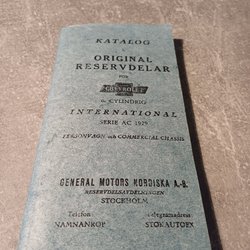 KATALOG
ORIGINAL
RESERVDELAR
FÖR
CHEVROLET
6-CYLINDRIG
INTERNATIONAL
SERIE AC 1929
PERSONVAGN och COMMERCIAL CHASSIS
GENERAL MOTORS NORDISKA A.-B.
RESERVDELSAVDELNINGEN
STOCKHOLM
Telefon
NAMNANROP
Telegramadress
STOKAUTOEX